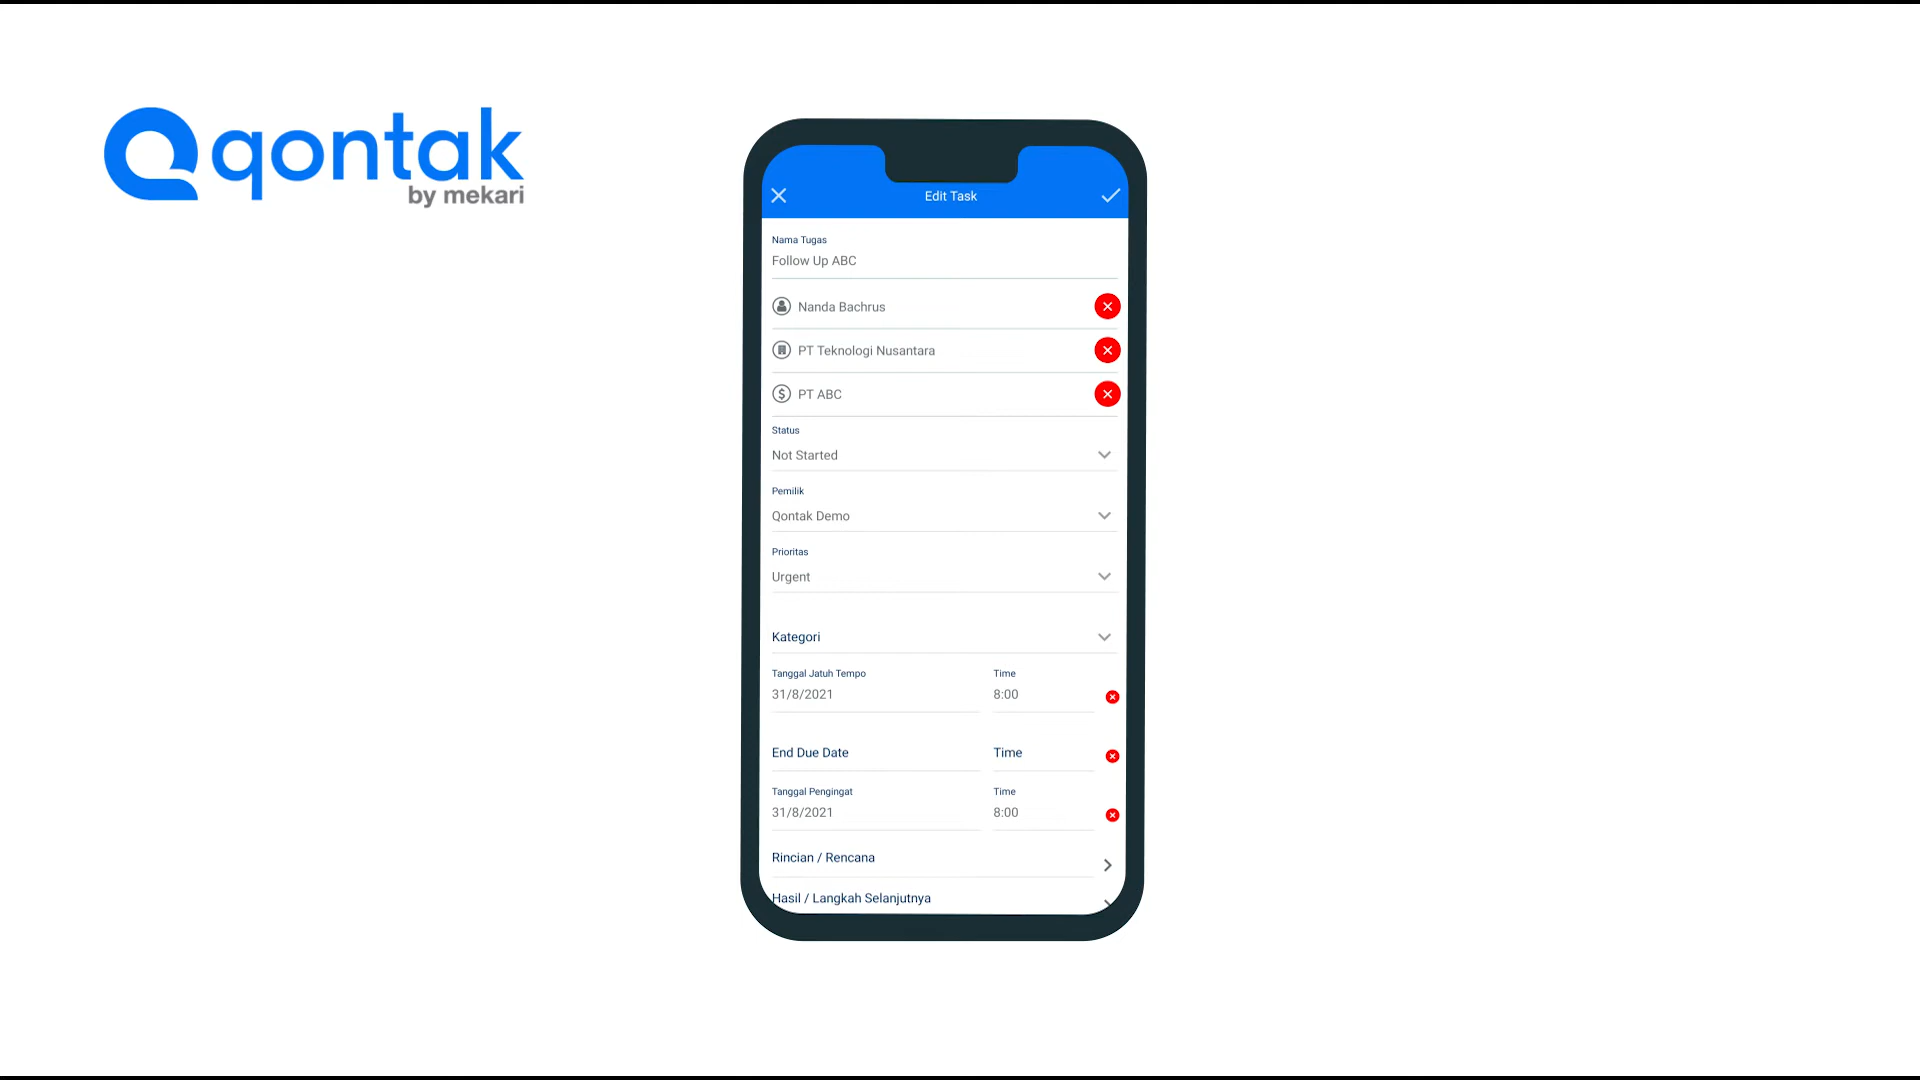 qontak
by mekari
Edit Task
Nama Tugas
Follow Up ABC
Nanda Bachrus
PT Teknologi Nusantara
PT ABC
Status
Not Started
Pemilik
Qontak Demo
Prioritas
Urgent
Kategori
Tanggal Jatuh Tempo Time
31/8/2021 8:00
End Due Date Time
Tanggal Pengingat Time
31/8/2021 8:00
Rincian / Rencana
Hasil / Langkah Selanjutnya